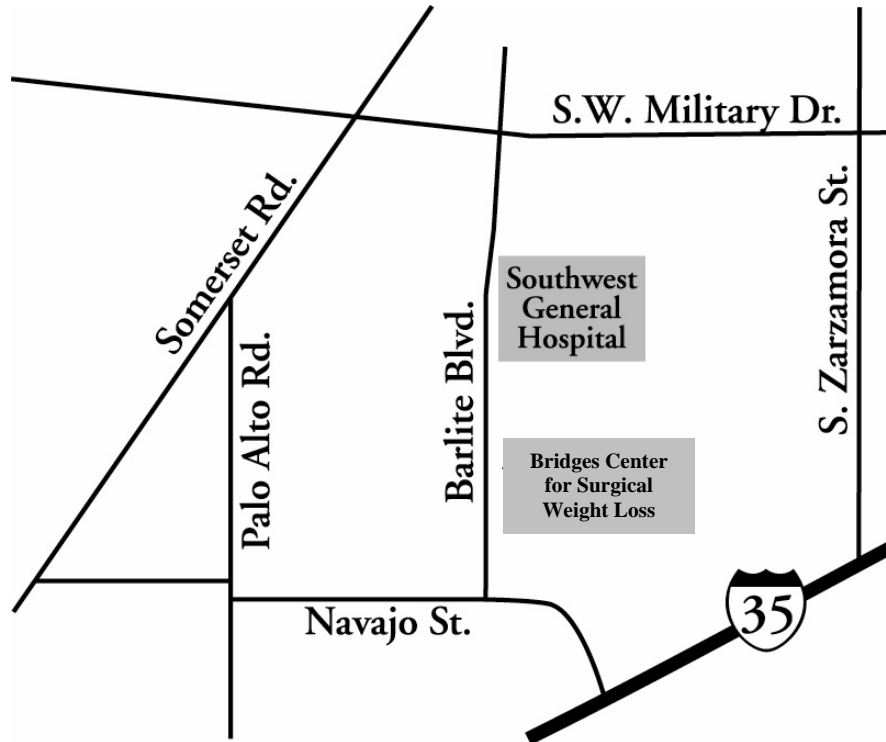 S.W. Military Dr.
Somerset Rd.
S. Zarzamora St.
Southwest
General
Hospital
Palo Alto Rd.
Barlite Blvd.
Bridges Center
for Surgical
Weight Loss
Navajo St.
35